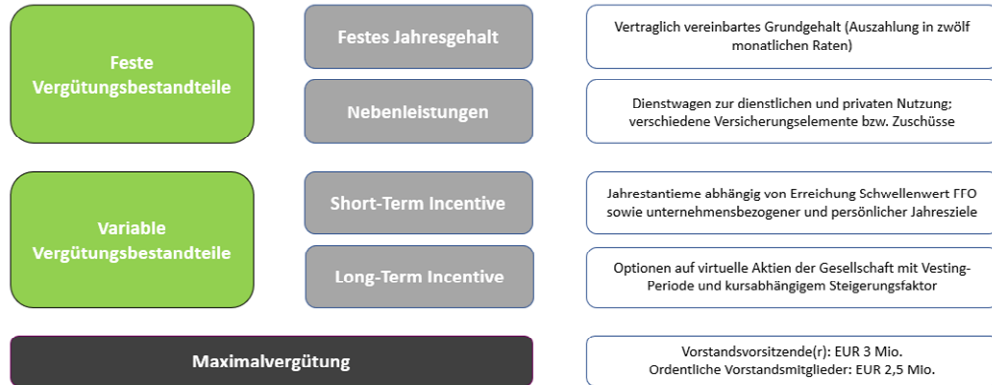 Feste
Vergütungsbestandteile
Festes Jahresgehalt
Vertraglich vereinbartes Grundgehalt (Auszahlung in zwölf
monatlichen Raten)
Nebenleistungen
Dienstwagen zur dienstlichen und privaten Nutzung;
verschiedene Versicherungselemente bzw. Zuschüsse
Variable
Vergütungsbestandteile
Short-Term Incentive
Jahrestantieme abhängig von Erreichung Schwellenwert FFO
sowie unternehmensbezogener und persönlicher Jahresziele
Long-Term Incentive
Optionen auf virtuelle Aktien der Gesellschaft mit Vesting-
Periode und kursabhängigem Steigerungsfaktor
Maximalvergütung
Vorstandsvorsitzende(r): EUR 3 Mio.
Ordentliche Vorstandsmitglieder: EUR 2,5 Mio.